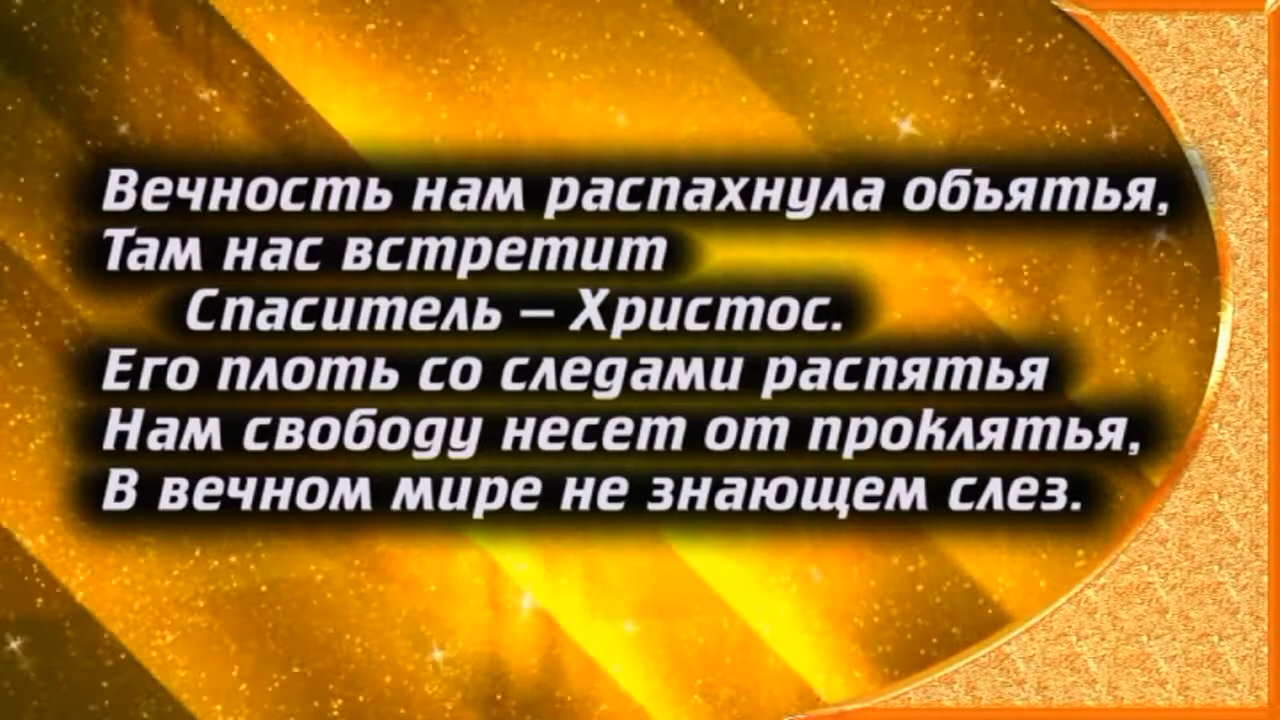 Вечность нам распахнула объятья,
Там нас встретит
Спаситель – Христос.
Его плоть со следами распятья
Нам свободу несет от проклятья,
В вечном мире не знающем слез.